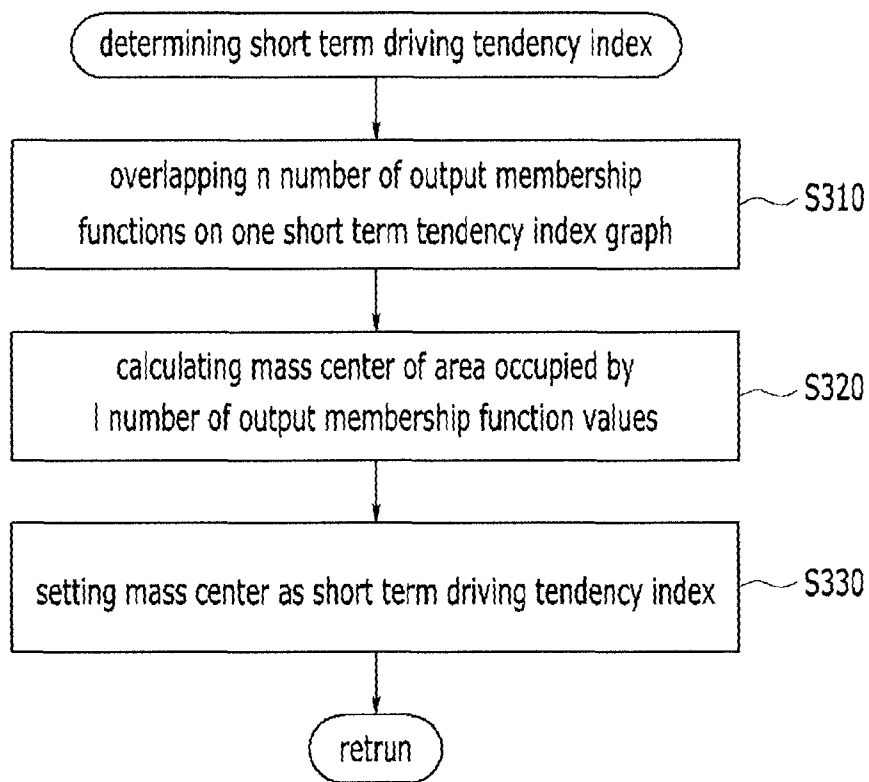 determining short term driving tendency index
overlapping n number of output membership
functions on one short term tendency index graph
S310
calculating mass center of area occupied by
l number of output membership function values
S320
setting mass center as short term driving tendency index
S330
retrun